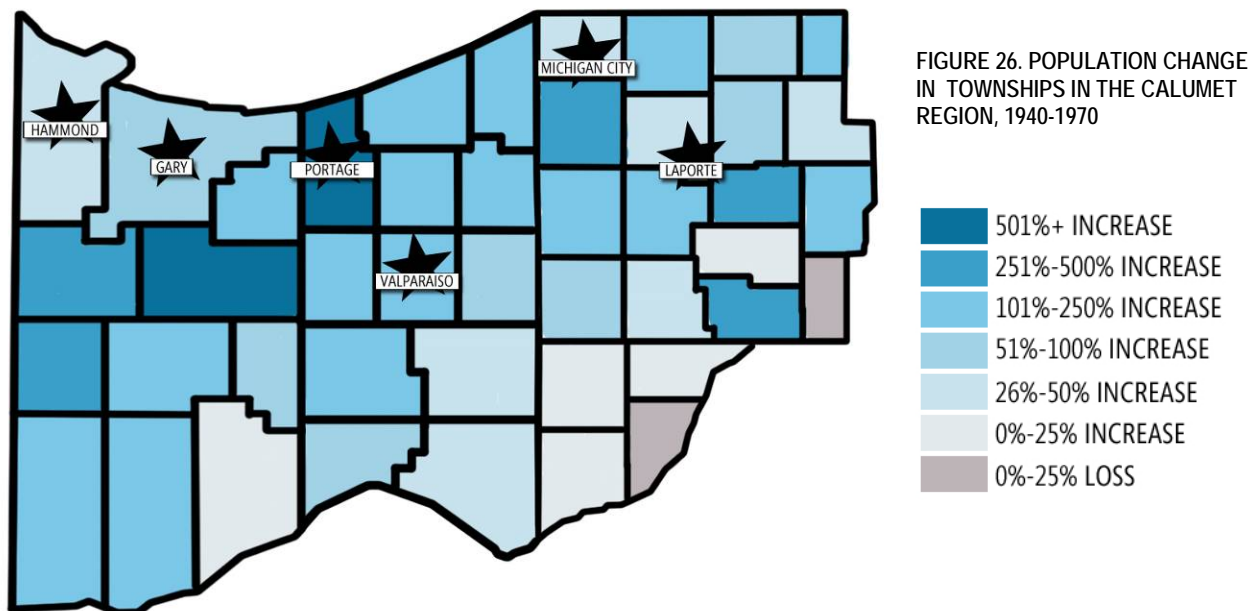 FIGURE 26. POPULATION CHANGE
IN TOWNSHIPS IN THE CALUMET
REGION, 1940-1970
MICHIGAN CITY
HAMMOND
GARY
PORTAGE
LAPORTE
VALPARAISO
501%+ INCREASE
251%-500% INCREASE
101%-250% INCREASE
51%-100% INCREASE
26%-50% INCREASE
0%-25% INCREASE
0%-25% LOSS